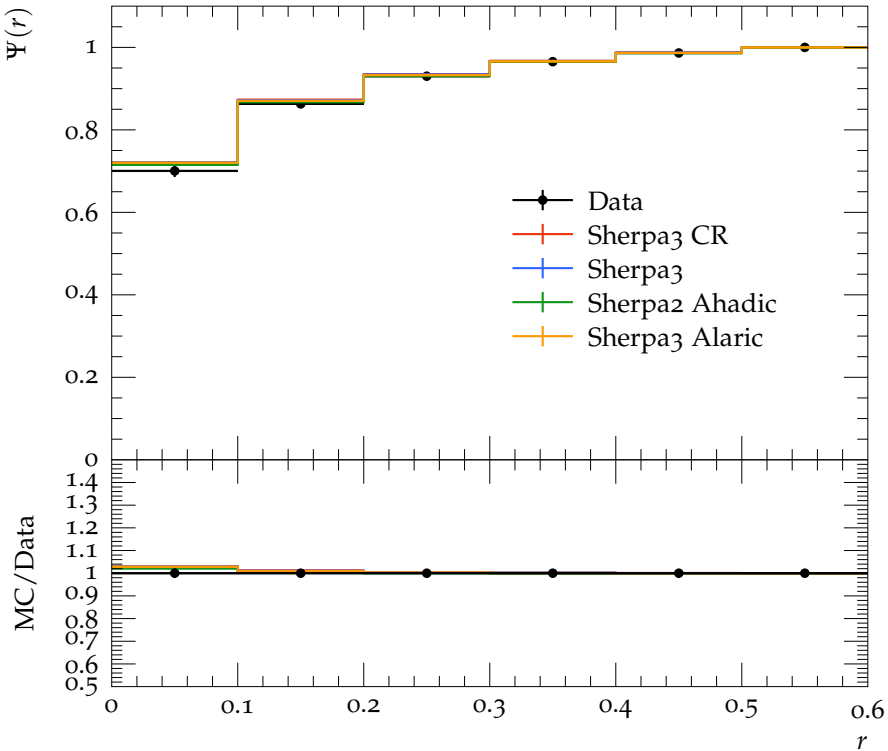 Ψ(r)
1
0.8
0.6
0.4
0.2
0
Data
Sherpa3 CR
Sherpa3
Sherpa2 Ahadic
Sherpa3 Alaric
MC/Data
1.4
1.3
1.2
1.1
1
0.9
0.8
0.7
0.6
0.5
0 0.1 0.2 0.3 0.4 0.5 0.6
r